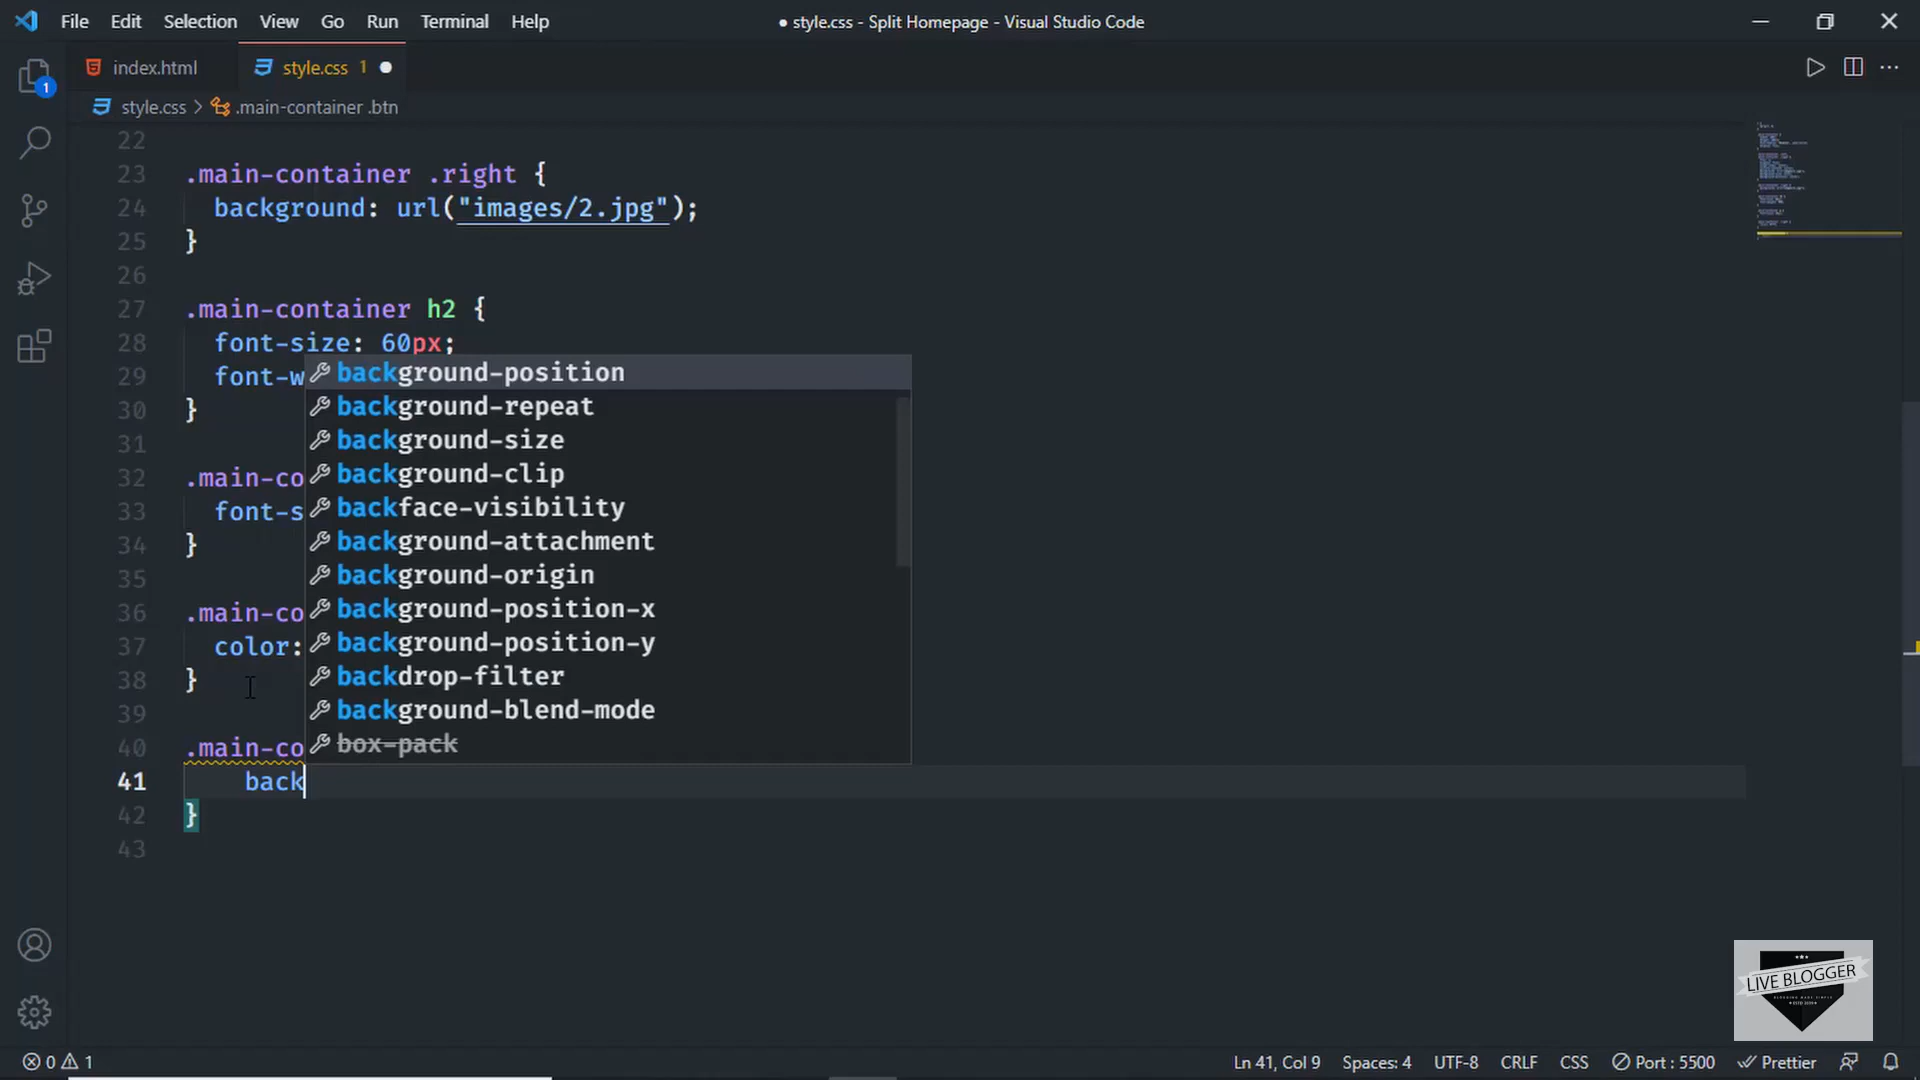 File Edit Selection View Go Run Terminal Help
● style.css - Split Homepage - Visual Studio Code
index.html
style.css 1 ●
style.css > .main-container .btn
1
22
23 .main-container .right {
24 background: url("images/2.jpg");
25 }
26
27 .main-container h2 {
28 font-size: 60px;
29 font-w
30 }
31
32 .main-co
33 font-s
34 }
35
36 .main-co
37 color:
38 }
39
40 .main-co
41 back
42 }
43
background-position
background-repeat
background-size
background-clip
backface-visibility
background-attachment
background-origin
background-position-x
background-position-y
backdrop-filter
background-blend-mode
box-pack
LIVE BLOGGER
0 1
Ln 41, Col 9 Spaces: 4 UTF-8 CRLF CSS Port : 5500 Prettier